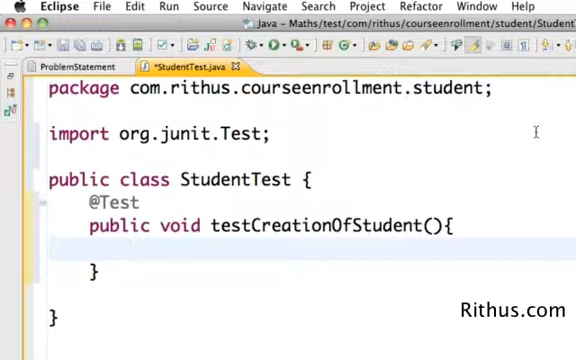 Eclipse File Edit Run Source Navigate Search Project Refactor Window Help
Java – Maths/test/com/rithus/courseenrollment/student/Student
ProblemStatement *StudentTest.java
package com.rithus.courseenrollment.student;
import org.junit.Test;
public class StudentTest {
@Test
public void testCreationOfStudent(){
}
}
Rithus.com